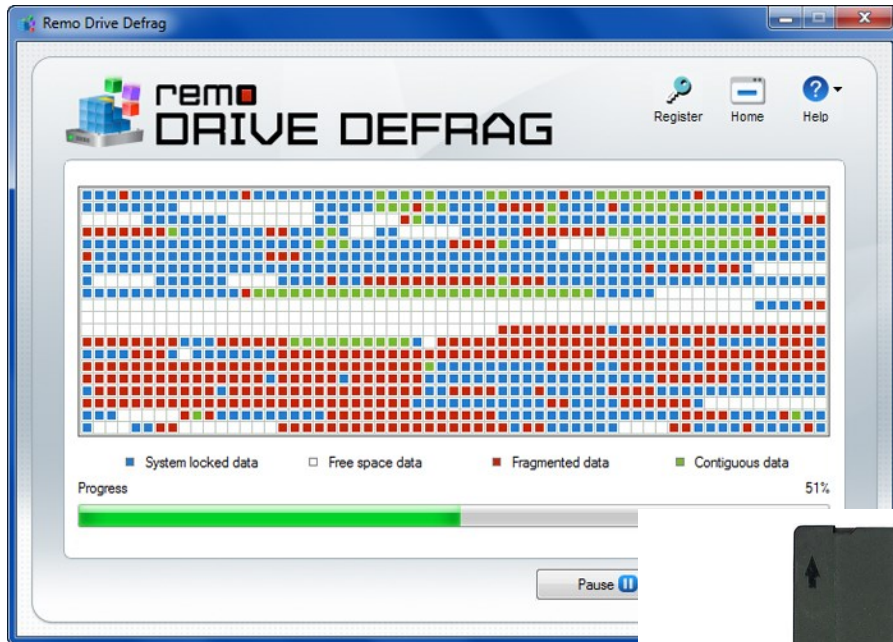 Remo Drive Defrag
remo
DRIVE DEFRAG
Register Home Help
System locked data Free space data Fragmented data Contiguous data
Progress 51%
Pause